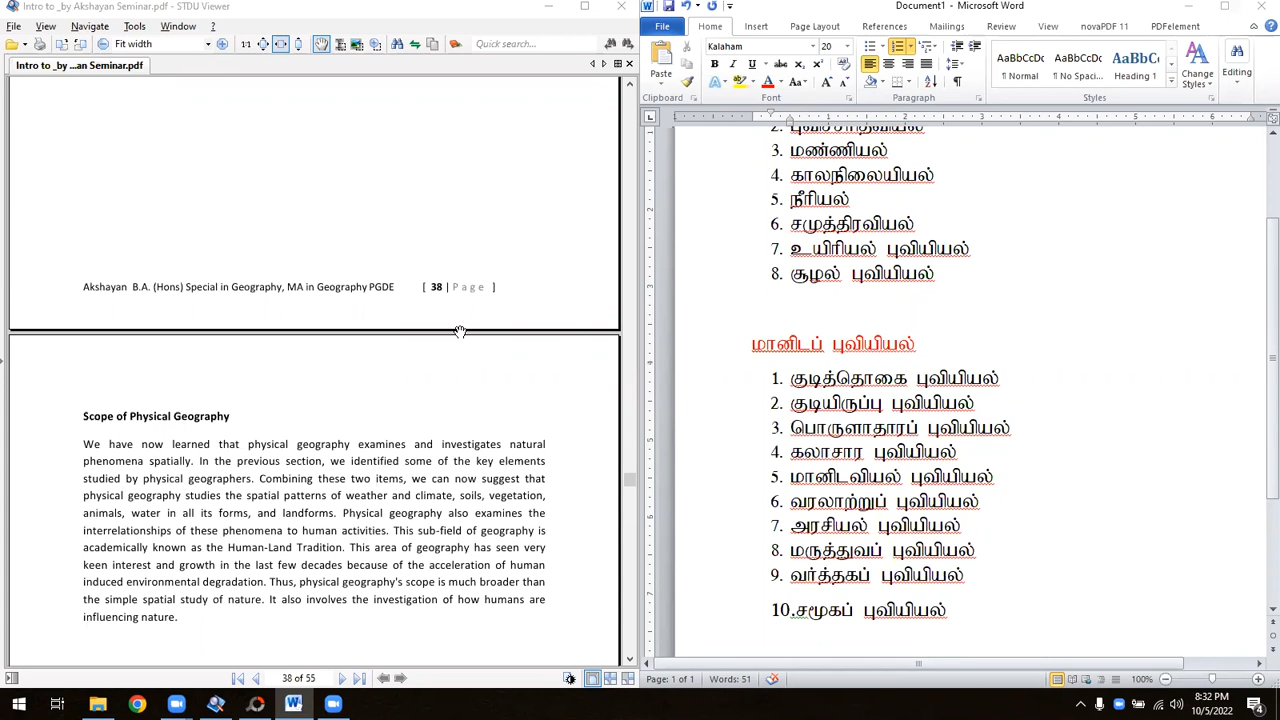 Intro to _by Akshayan Seminar.pdf - STDU Viewer
File View Navigate Tools Window ?
Fit width
1:1
Quick search...
Intro to _by ...an Seminar.pdf
Akshayan B.A. (Hons) Special in Geography, MA in Geography PGDE [ 38 | P a g e ]
Scope of Physical Geography
We have now learned that physical geography examines and investigates natural
phenomena spatially. In the previous section, we identified some of the key elements
studied by physical geographers. Combining these two items, we can now suggest that
physical geography studies the spatial patterns of weather and climate, soils, vegetation,
animals, water in all its forms, and landforms. Physical geography also examines the
interrelationships of these phenomena to human activities. This sub-field of geography is
academically known as the Human-Land Tradition. This area of geography has seen very
keen interest and growth in the last few decades because of the acceleration of human
induced environmental degradation. Thus, physical geography's scope is much broader than
the simple spatial study of nature. It also involves the investigation of how humans are
influencing nature.
38 of 55
Document1 - Microsoft Word
File Home Insert Page Layout References Mailings Review View novaPDF 11 PDFelement
Paste
Kalaham 20
AaBbCcDc AaBbCcDc AaBbC
¶ Normal ¶ No Spaci... Heading 1
Change Styles
Editing
Clipboard Font Paragraph Styles
3. மண்ணியல்
4. காலநிலையியல்
5. நீரியல்
6. சமுத்திரவியல்
7. உயிரியல் புவியியல்
8. சூழல் புவியியல்
மானிடப் புவியியல்
1. குடித்தொகை புவியியல்
2. குடியிருப்பு புவியியல்
3. பொருளாதாரப் புவியியல்
4. கலாசார புவியியல்
5. மானிடவியல் புவியியல்
6. வரலாற்றுப் புவியியல்
7. அரசியல் புவியியல்
8. மருத்துவப் புவியியல்
9. வர்த்தகப் புவியியல்
10.சமூகப் புவியியல்
Page: 1 of 1 Words: 51 100%
8:32 PM
10/5/2022